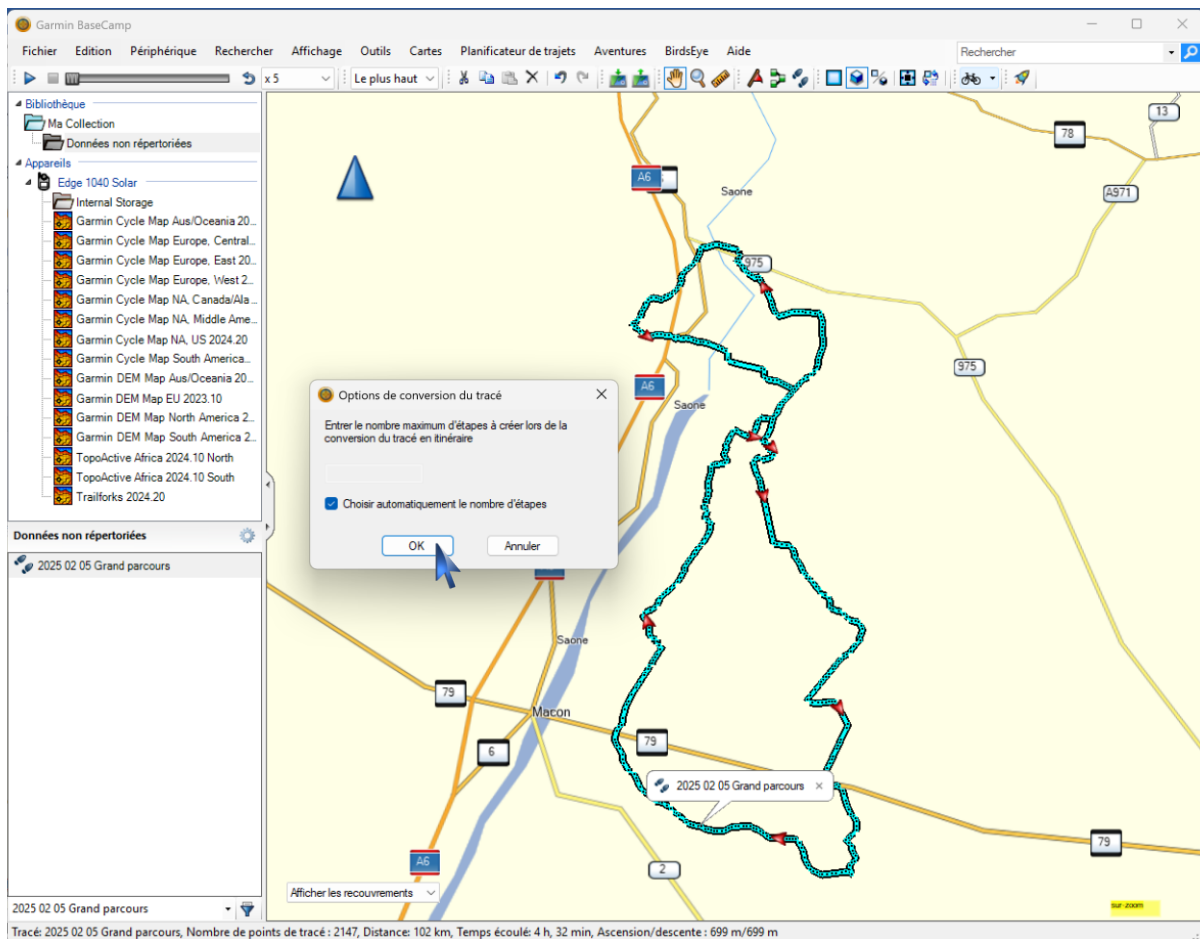 Garmin BaseCamp
Fichier Edition Périphérique Rechercher Affichage Outils Cartes Planificateur de trajets Aventures BirdsEye Aide
Rechercher
x 5
Le plus haut
Bibliothèque
Ma Collection
Données non répertoriées
Appareils
Edge 1040 Solar
Internal Storage
Garmin Cycle Map Aus/Oceania 20...
Garmin Cycle Map Europe, Central...
Garmin Cycle Map Europe, East 20...
Garmin Cycle Map Europe, West 2...
Garmin Cycle Map NA, Canada/Ala ...
Garmin Cycle Map NA, Middle Ame...
Garmin Cycle Map NA, US 2024.20
Garmin Cycle Map South America...
Garmin DEM Map Aus/Oceania 20...
Garmin DEM Map EU 2023.10
Garmin DEM Map North America 2...
Garmin DEM Map South America 2...
TopoActive Africa 2024.10 North
TopoActive Africa 2024.10 South
Trailforks 2024.20
Données non répertoriées
2025 02 05 Grand parcours
2025 02 05 Grand parcours
13
78
A6
Saone
A971
975
975
A6
Saone
Options de conversion du tracé
Entrer le nombre maximum d'étapes à créer lors de la
conversion du tracé en itinéraire
Choisir automatiquement le nombre d'étapes
OK
Annuler
Saone
79
Macon
79
6
2025 02 05 Grand parcours
79
A6
2
Afficher les recouvrements
sur-zoom
Tracé: 2025 02 05 Grand parcours, Nombre de points de tracé : 2147, Distance: 102 km, Temps écoulé: 4 h, 32 min, Ascension/descente : 699 m/699 m